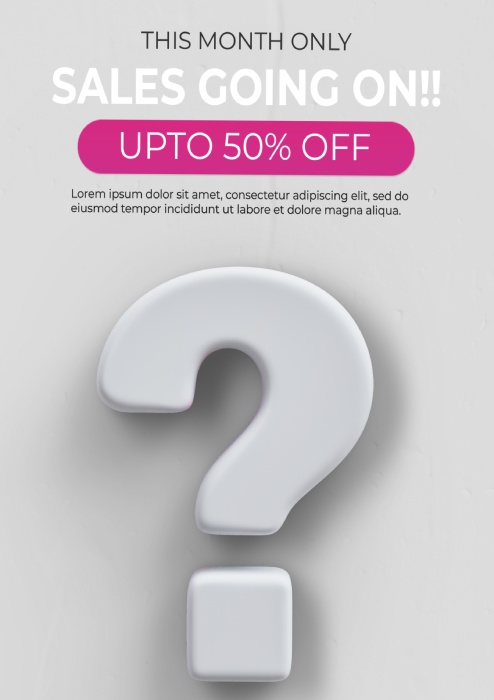 THIS MONTH ONLY
SALES GOING ON!!
UPTO 50% OFF
Lorem ipsum dolor sit amet, consectetur adipiscing elit, sed do
eiusmod tempor incididunt ut labore et dolore magna aliqua.
?